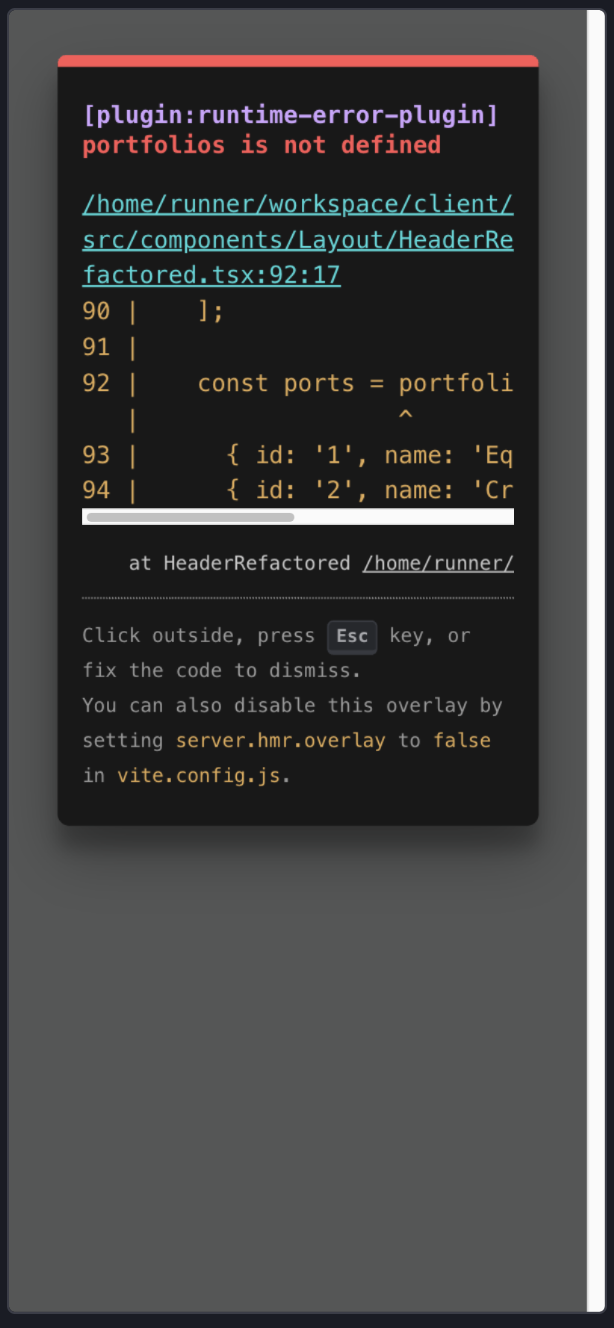 [plugin:runtime-error-plugin]
portfolios is not defined
/home/runner/workspace/client/
src/components/Layout/HeaderRe
factored.tsx:92:17
90 |    ];
91 |
92 |    const ports = portfoli
   |                  ^
93 |      { id: '1', name: 'Eq
94 |      { id: '2', name: 'Cr
at HeaderRefactored /home/runner/
Click outside, press Esc key, or
fix the code to dismiss.
You can also disable this overlay by
setting server.hmr.overlay to false
in vite.config.js.